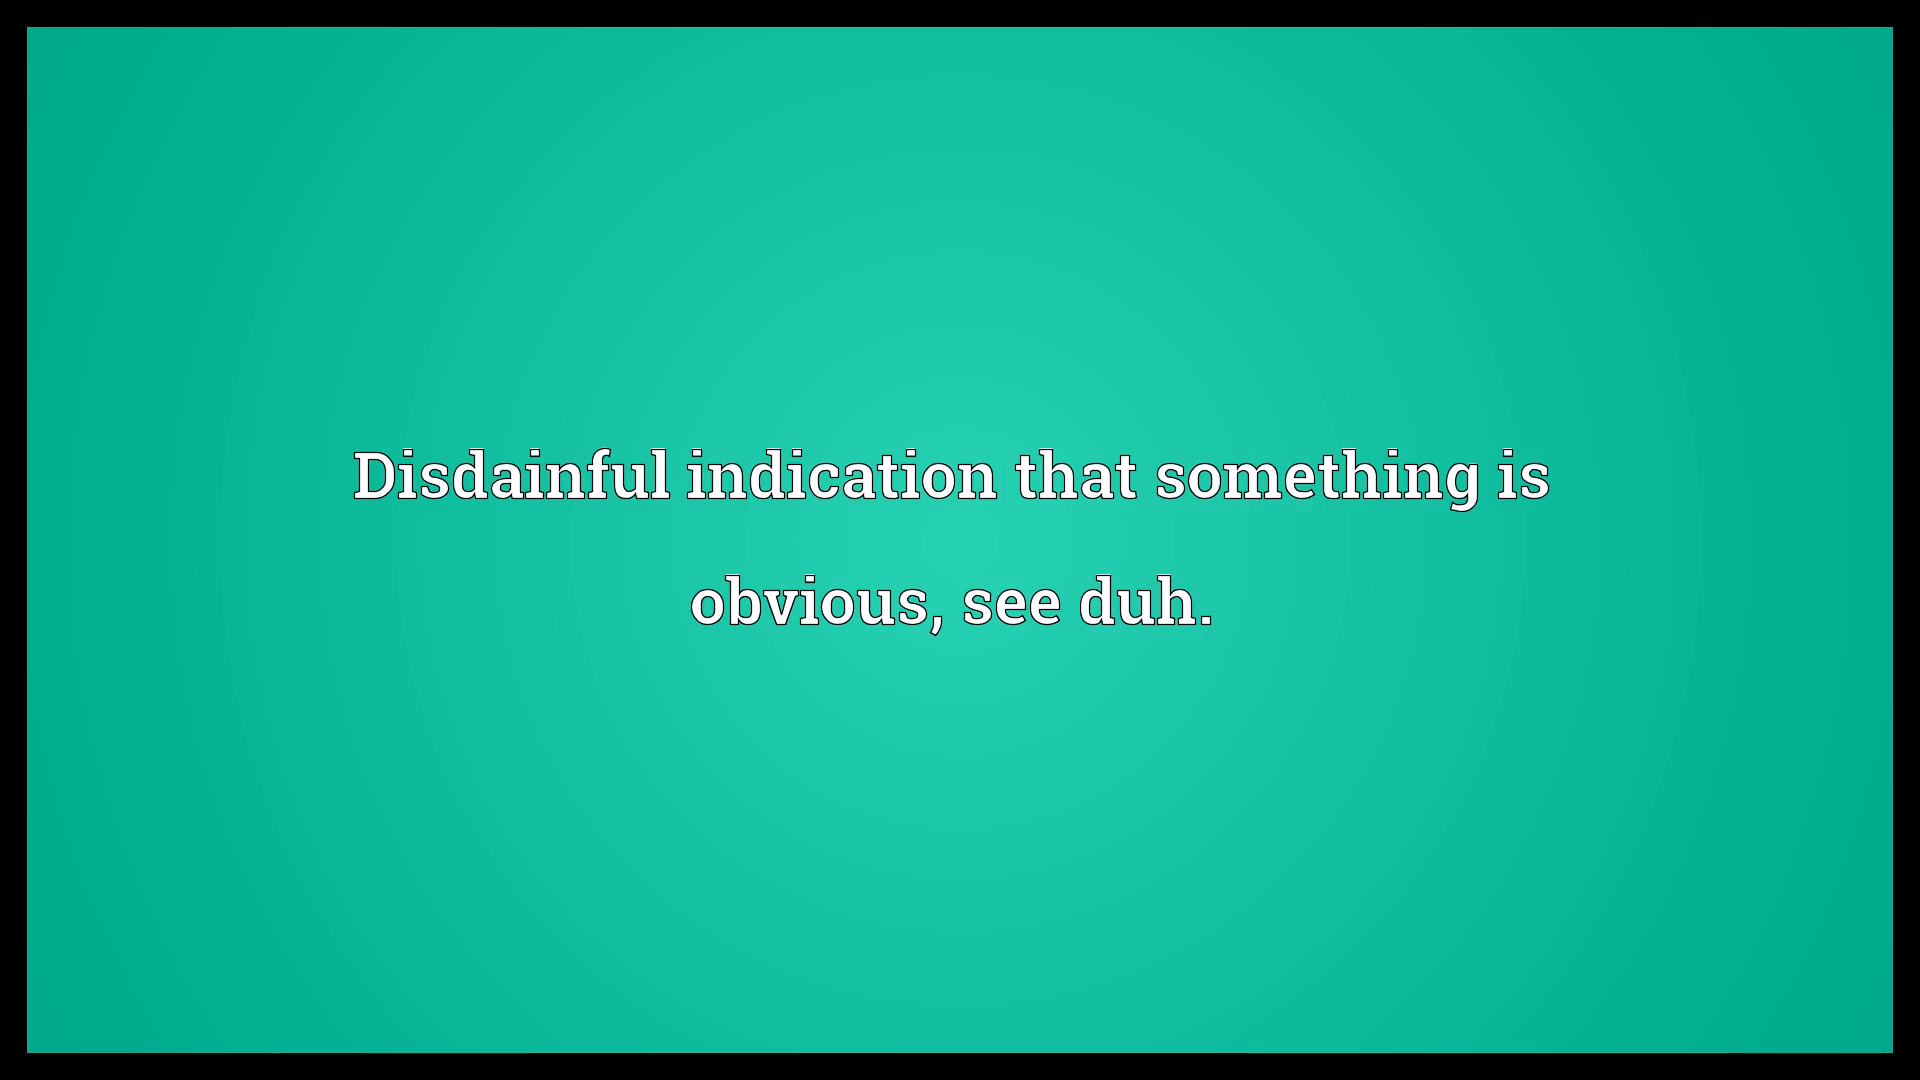 Disdainful indication that something is
obvious, see duh.